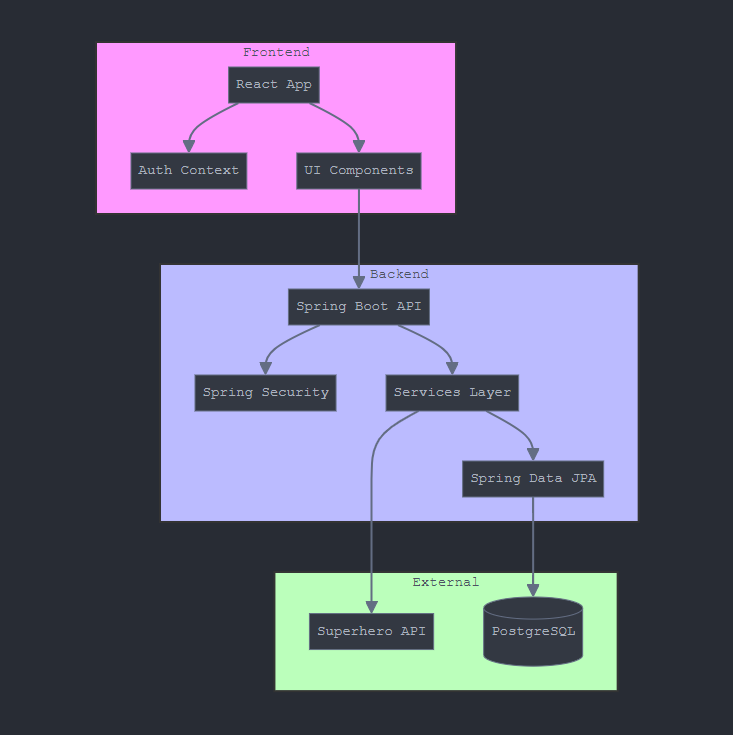 Frontend
React App
Auth Context
UI Components
Backend
Spring Boot API
Spring Security
Services Layer
Spring Data JPA
External
Superhero API
PostgreSQL